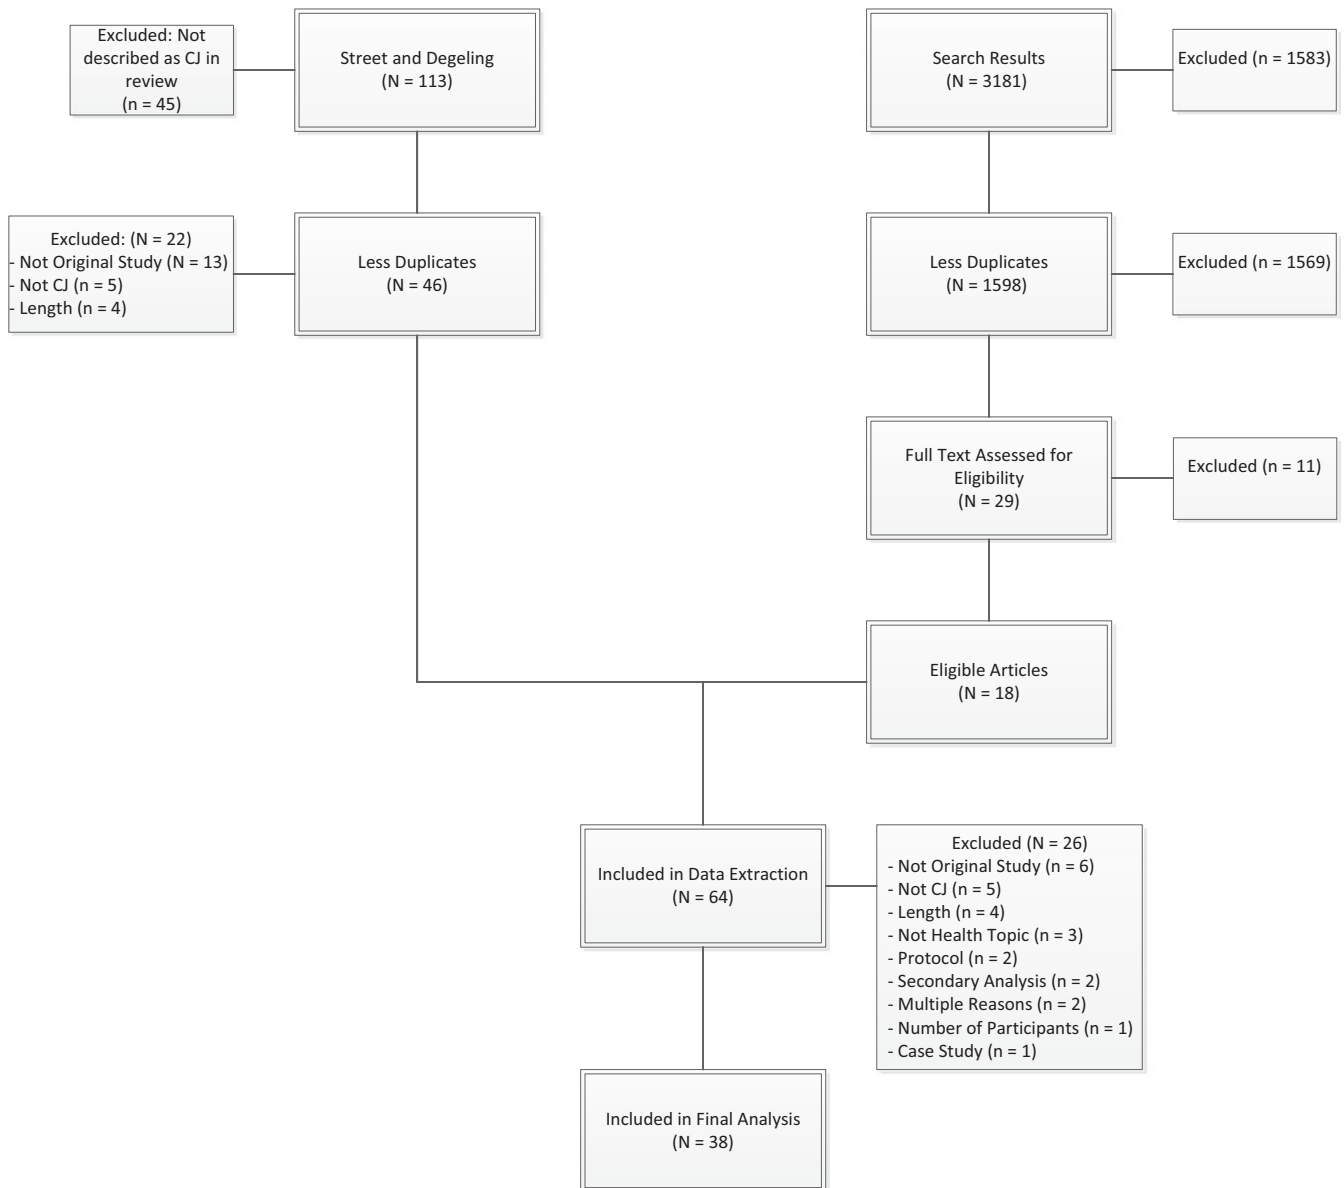 Excluded: Not
described as CJ in
review
(n = 45)
Street and Degeling
(N = 113)
Search Results
(N = 3181)
Excluded (n = 1583)
Excluded: (N = 22)
- Not Original Study (N = 13)
- Not CJ (n = 5)
- Length (n = 4)
Less Duplicates
(N = 46)
Less Duplicates
(N = 1598)
Excluded (n = 1569)
Full Text Assessed for
Eligibility
(N = 29)
Excluded (n = 11)
Eligible Articles
(N = 18)
Included in Data Extraction
(N = 64)
Excluded (N = 26)
- Not Original Study (n = 6)
- Not CJ (n = 5)
- Length (n = 4)
- Not Health Topic (n = 3)
- Protocol (n = 2)
- Secondary Analysis (n = 2)
- Multiple Reasons (n = 2)
- Number of Participants (n = 1)
- Case Study (n = 1)
Included in Final Analysis
(N = 38)